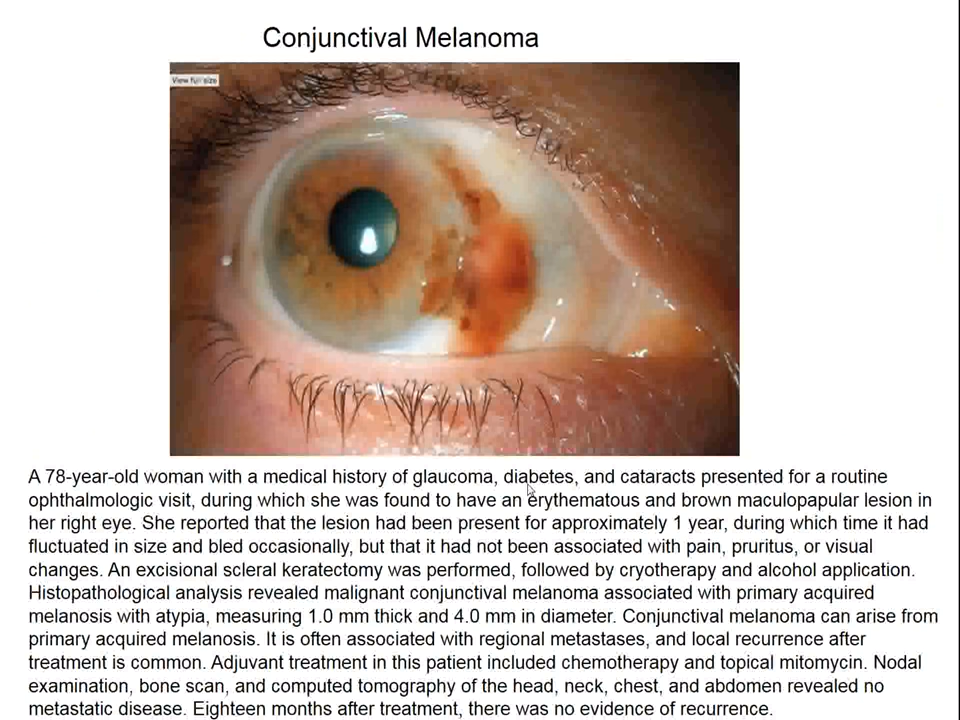 Conjunctival Melanoma
View full size
A 78-year-old woman with a medical history of glaucoma, diabetes, and cataracts presented for a routine
ophthalmologic visit, during which she was found to have an erythematous and brown maculopapular lesion in
her right eye. She reported that the lesion had been present for approximately 1 year, during which time it had
fluctuated in size and bled occasionally, but that it had not been associated with pain, pruritus, or visual
changes. An excisional scleral keratectomy was performed, followed by cryotherapy and alcohol application.
Histopathological analysis revealed malignant conjunctival melanoma associated with primary acquired
melanosis with atypia, measuring 1.0 mm thick and 4.0 mm in diameter. Conjunctival melanoma can arise from
primary acquired melanosis. It is often associated with regional metastases, and local recurrence after
treatment is common. Adjuvant treatment in this patient included chemotherapy and topical mitomycin. Nodal
examination, bone scan, and computed tomography of the head, neck, chest, and abdomen revealed no
metastatic disease. Eighteen months after treatment, there was no evidence of recurrence.